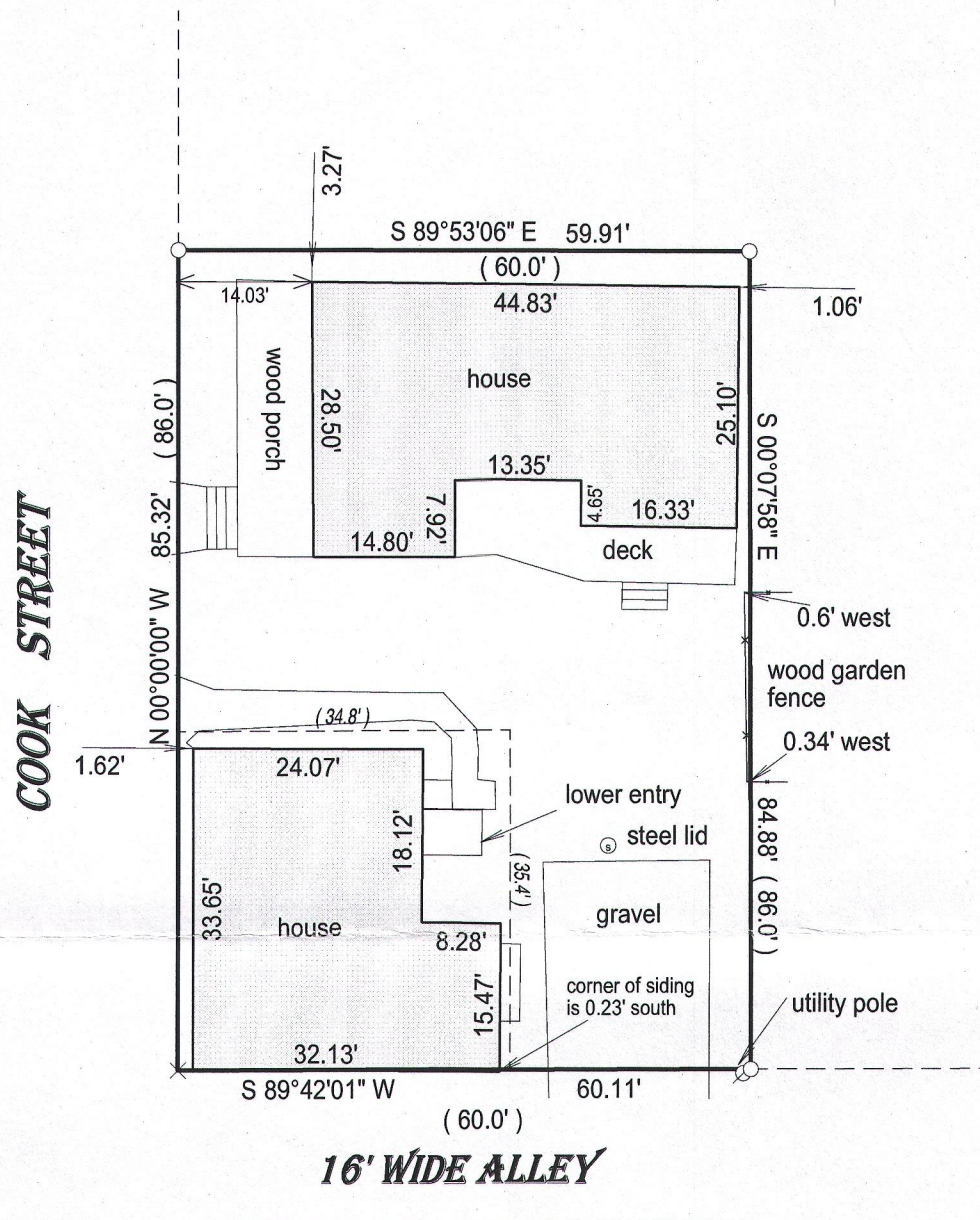 3.27'
S 89°53'06" E 59.91'
( 60.0' )
14.03'
44.83'
1.06'
house
wood porch
28.50'
25.10'
( 86.0' )
85.32'
N 00°00'00" W
S 00°07'58" E
13.35'
7.92'
4.65'
16.33'
14.80'
deck
COOK STREET
0.6' west
wood garden
fence
0.34' west
(34.8')
1.62'
24.07'
lower entry
18.12'
S
steel lid
84.88' (86.0')
(35.4')
33.65'
gravel
house
8.28'
15.47'
corner of siding
is 0.23' south
utility pole
32.13'
S 89°42'01" W
60.11'
( 60.0' )
16' WIDE ALLEY